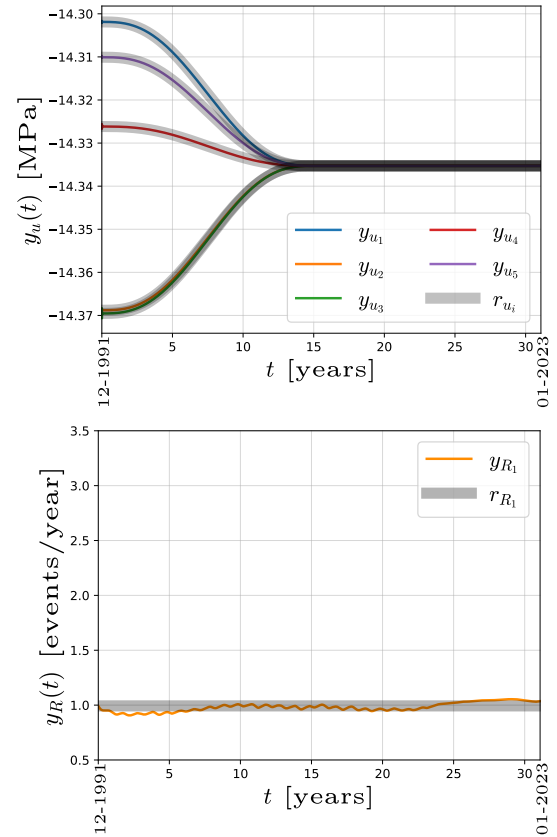 −14.30
−14.31
−14.32
−14.33
−14.34
−14.35
−14.36
−14.37
y_u(t) [MPa]
y_{u_1} y_{u_4}
y_{u_2} y_{u_5}
y_{u_3} r_{u_i}
12-1991 5 10 15 20 25 30 01-2023
t [years]
3.5
3.0
2.5
2.0
1.5
1.0
0.5
y_R(t) [events/year]
y_{R_1}
r_{R_1}
12-1991 5 10 15 20 25 30 01-2023
t [years]